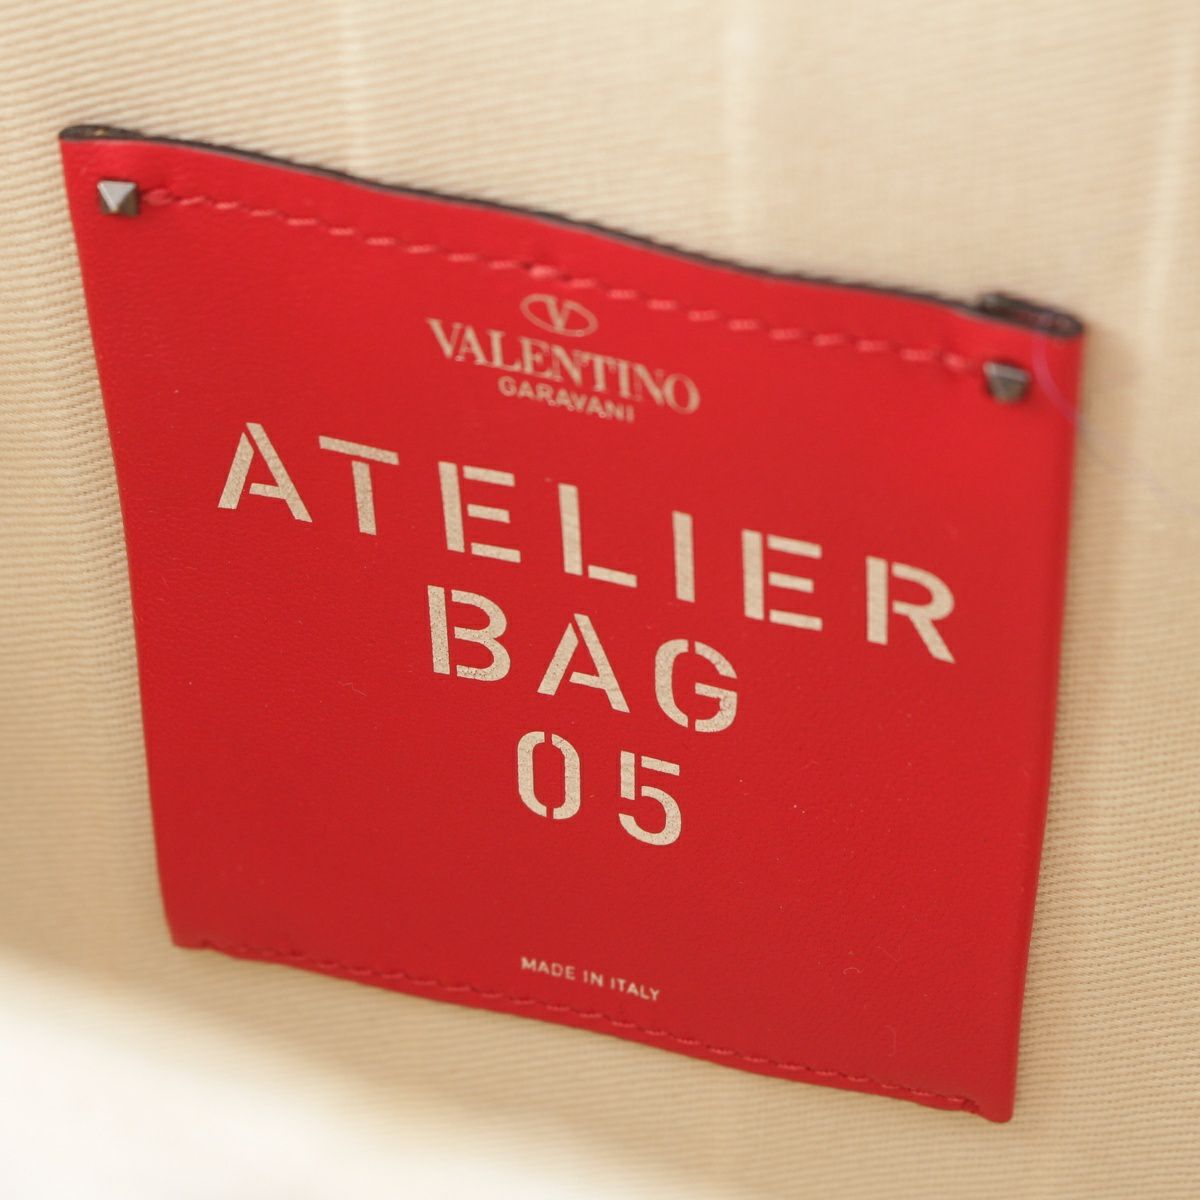 VALENTINO
GARAVANI
ATELIER
BAG
05
MADE IN ITALY